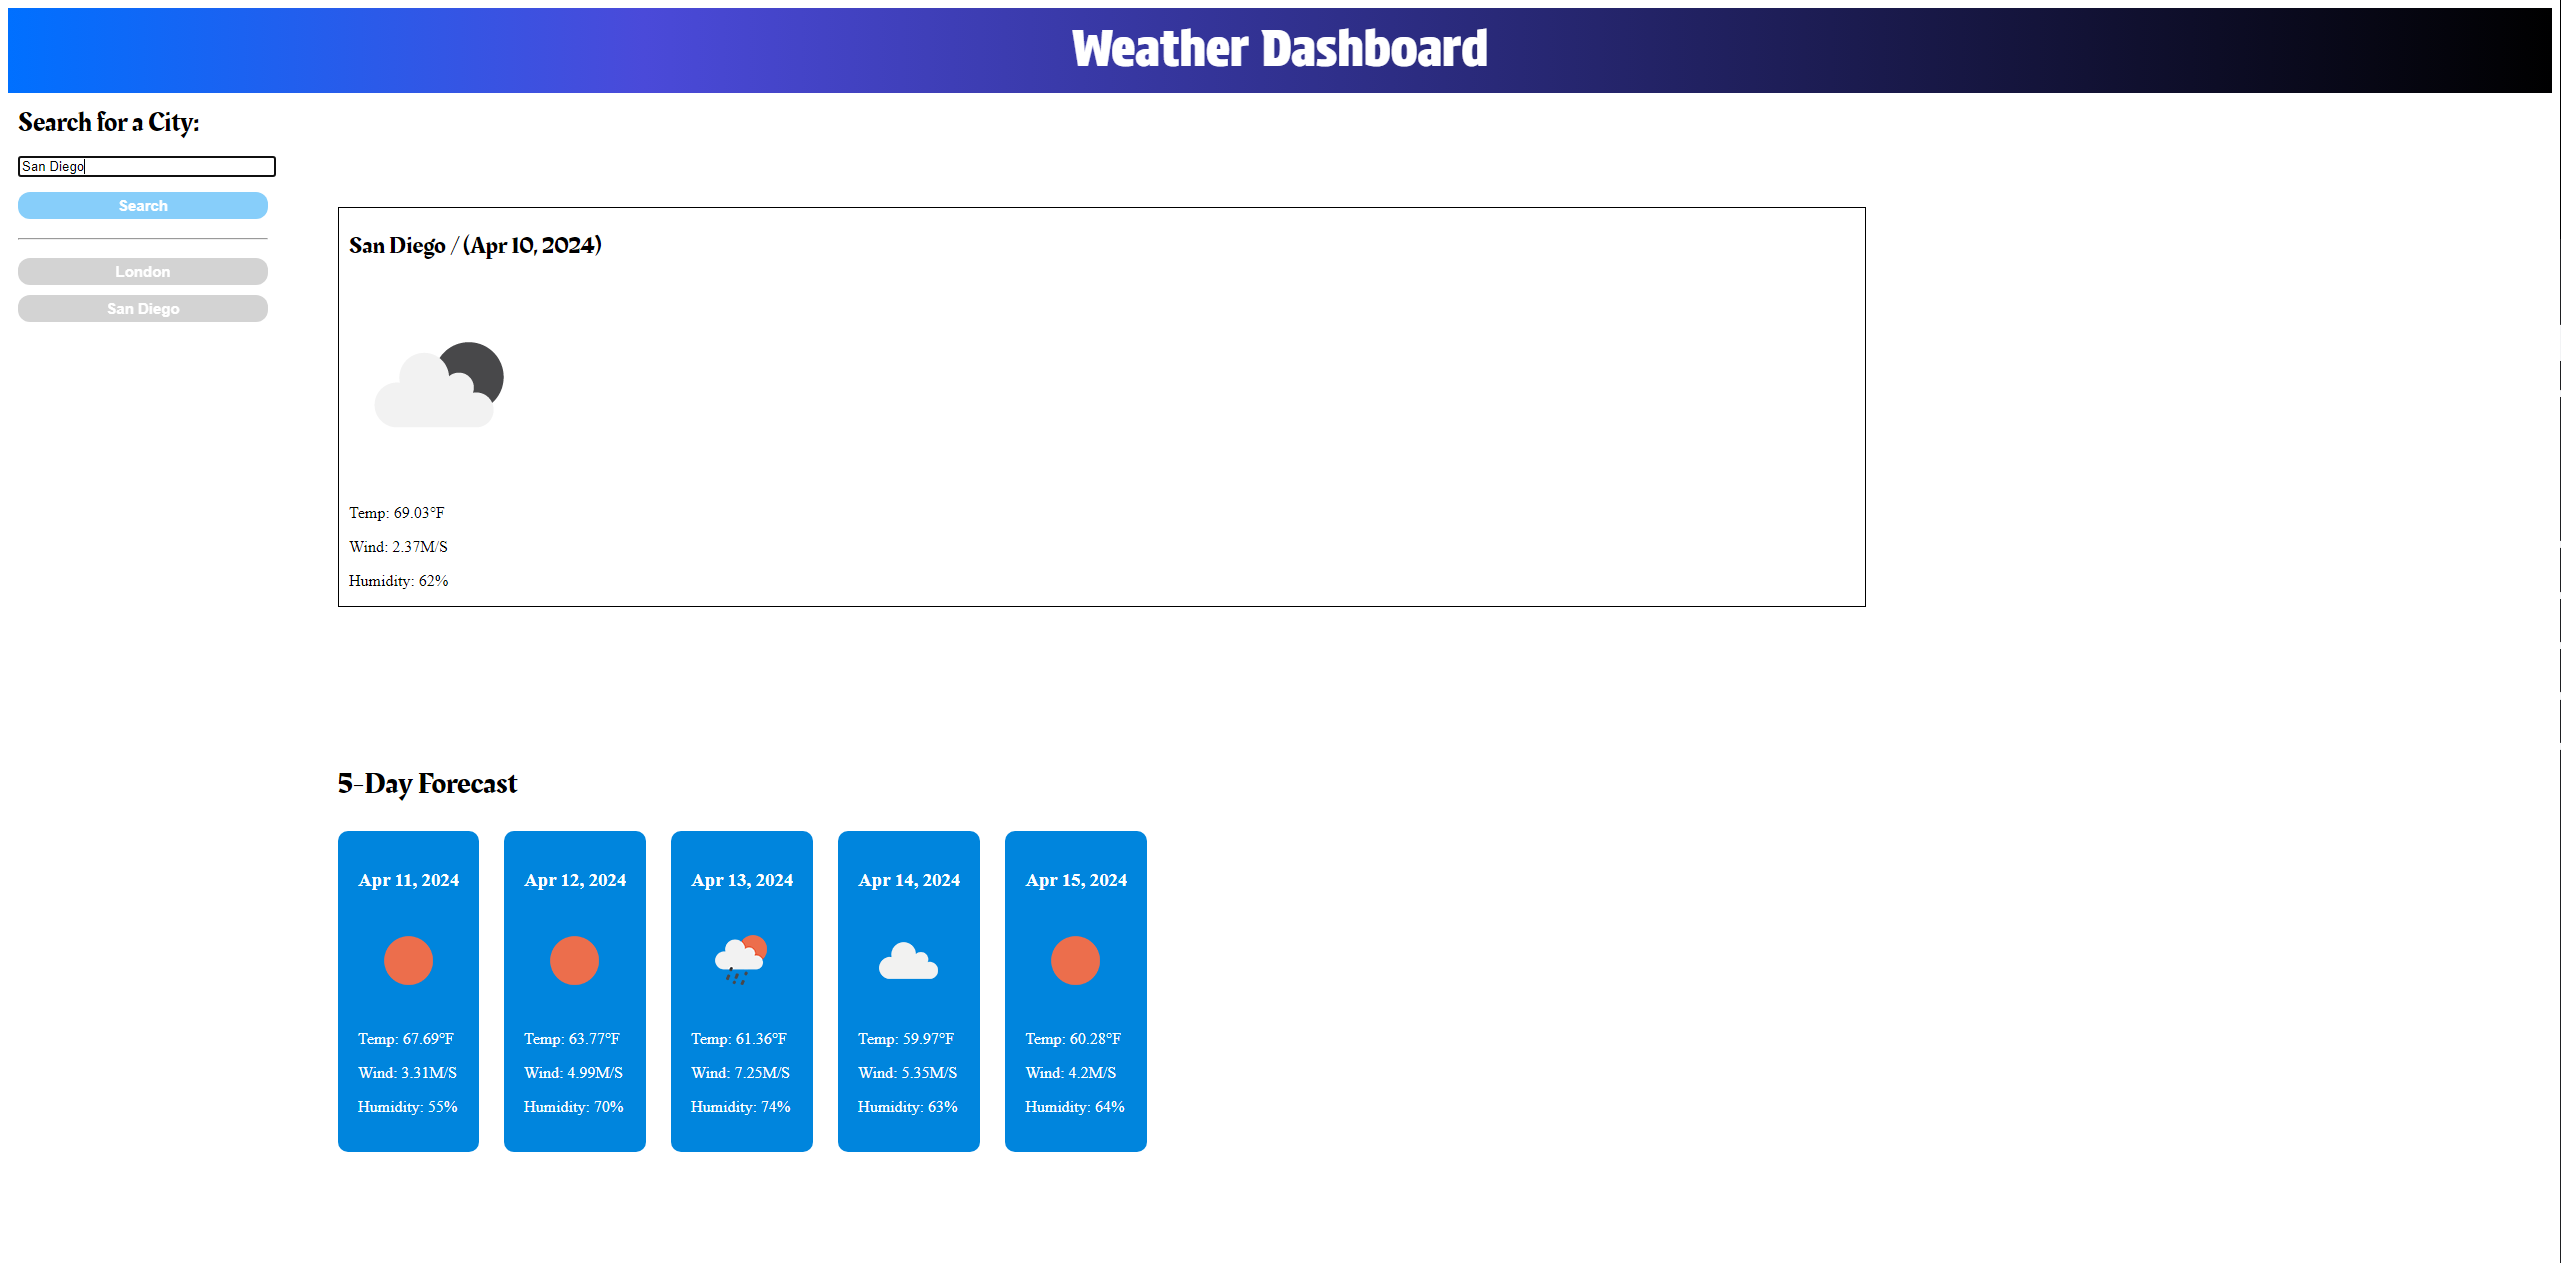 Weather Dashboard
Search for a City:
San Diego
Search
London
San Diego
San Diego / (Apr 10, 2024)
Temp: 69.03°F
Wind: 2.37M/S
Humidity: 62%
5-Day Forecast
Apr 11, 2024
Temp: 67.69°F
Wind: 3.31M/S
Humidity: 55%
Apr 12, 2024
Temp: 63.77°F
Wind: 4.99M/S
Humidity: 70%
Apr 13, 2024
Temp: 61.36°F
Wind: 7.25M/S
Humidity: 74%
Apr 14, 2024
Temp: 59.97°F
Wind: 5.35M/S
Humidity: 63%
Apr 15, 2024
Temp: 60.28°F
Wind: 4.2M/S
Humidity: 64%